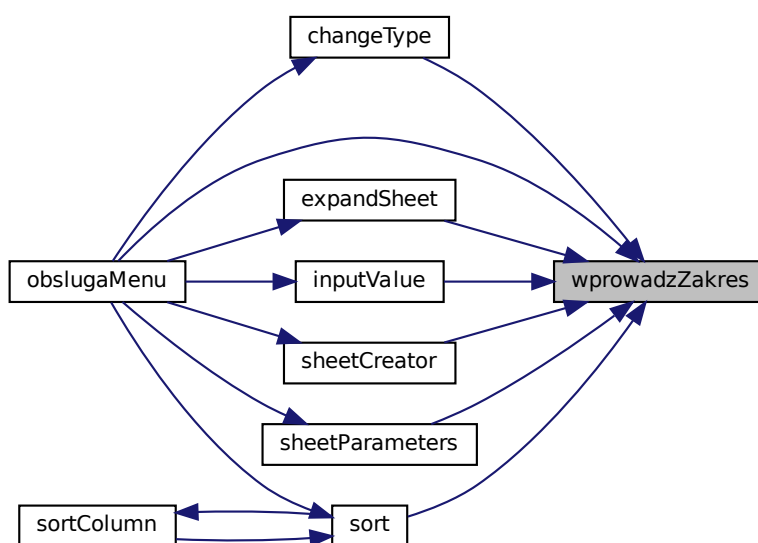 changeType
expandSheet
obslugaMenu
inputValue
wprowadzZakres
sheetCreator
sheetParameters
sortColumn
sort